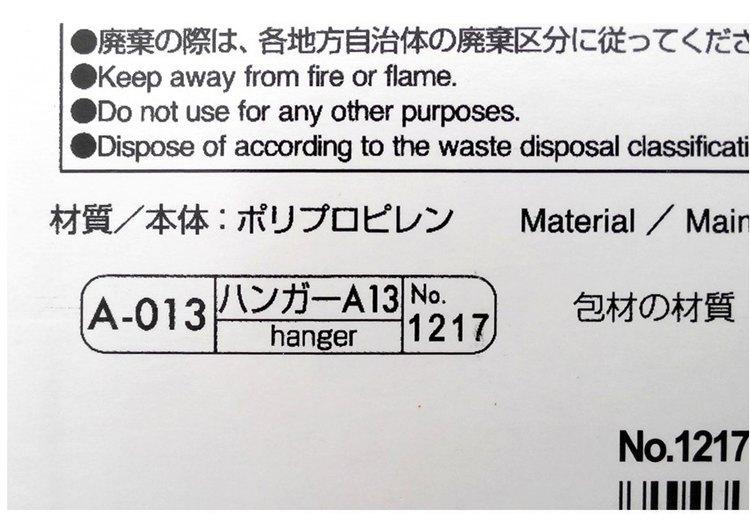 ●廃棄の際は、各地方自治体の廃棄区分に従ってくださ
●Keep away from fire or flame.
●Do not use for any other purposes.
●Dispose of according to the waste disposal classificati
材質／本体：ポリプロピレン Material / Main
A-013 ハンガーA13 No.
hanger 1217
包材の材質
No.1217